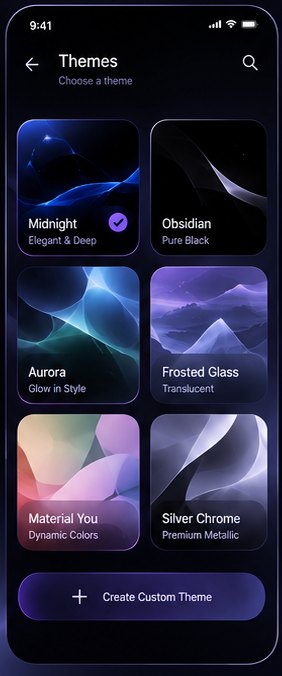 9:41
Themes
Choose a theme
Midnight
Elegant & Deep
Obsidian
Pure Black
Aurora
Glow in Style
Frosted Glass
Translucent
Material You
Dynamic Colors
Silver Chrome
Premium Metallic
Create Custom Theme